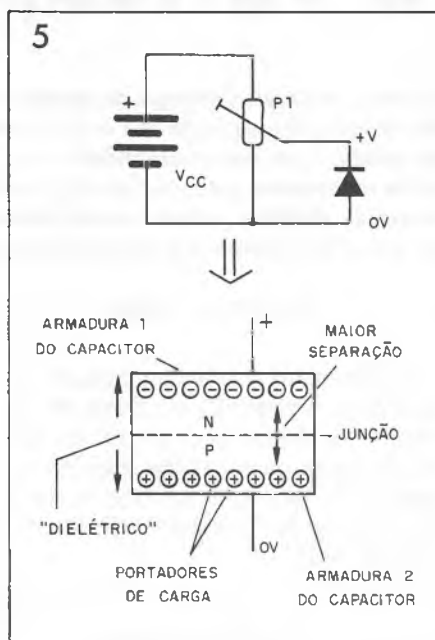 5
+
P1
+V
VCC
0V
ARMADURA 1
DO CAPACITOR
+
MAIOR
SEPARAÇÃO
N
P
JUNÇÃO
"DIELÉTRICO"
0V
PORTADORES
DE CARGA
ARMADURA 2
DO CAPACITOR